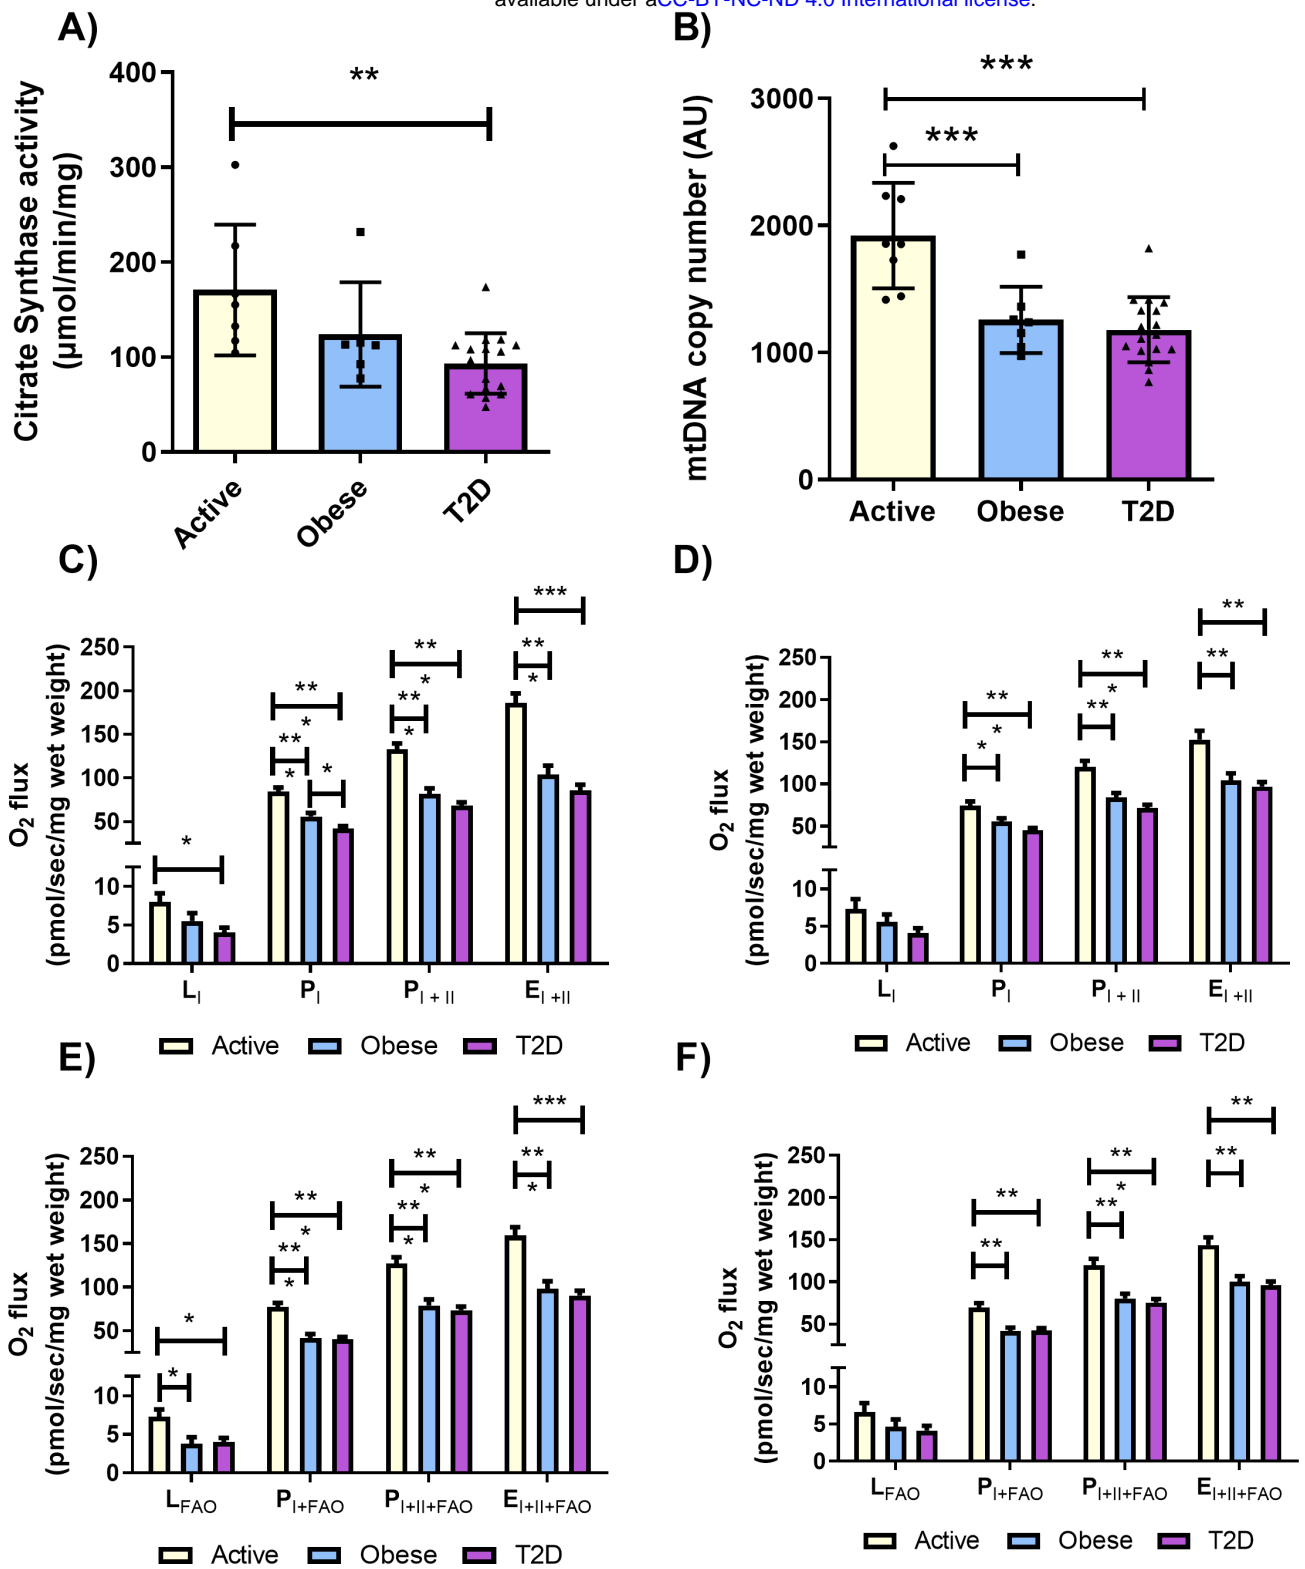 available under aCC-BY-NC-ND 4.0 International license.
A)
Citrate Synthase activity
(µmol/min/mg)
400
300
200
100
0
**
Active
Obese
T2D
B)
mtDNA copy number (AU)
3000
2000
1000
0
***
***
Active
Obese
T2D
C)
O2 flux
(pmol/sec/mg wet weight)
250
200
150
100
50
10
5
0
*
**
*
**
*
*
**
*
**
*
***
**
*
LI
PI
PI + II
EI +II
Active
Obese
T2D
D)
O2 flux
(pmol/sec/mg wet weight)
250
200
150
100
50
10
5
0
**
*
*
**
*
**
**
**
LI
PI
PI + II
EI +II
Active
Obese
T2D
E)
O2 flux
(pmol/sec/mg wet weight)
250
200
150
100
50
10
5
0
*
*
**
*
**
*
**
*
**
*
***
**
*
LFAO
PI+FAO
PI+II+FAO
EI+II+FAO
Active
Obese
T2D
F)
O2 flux
(pmol/sec/mg wet weight)
250
200
150
100
50
10
5
0
**
**
**
*
**
**
**
LFAO
PI+FAO
PI+II+FAO
EI+II+FAO
Active
Obese
T2D